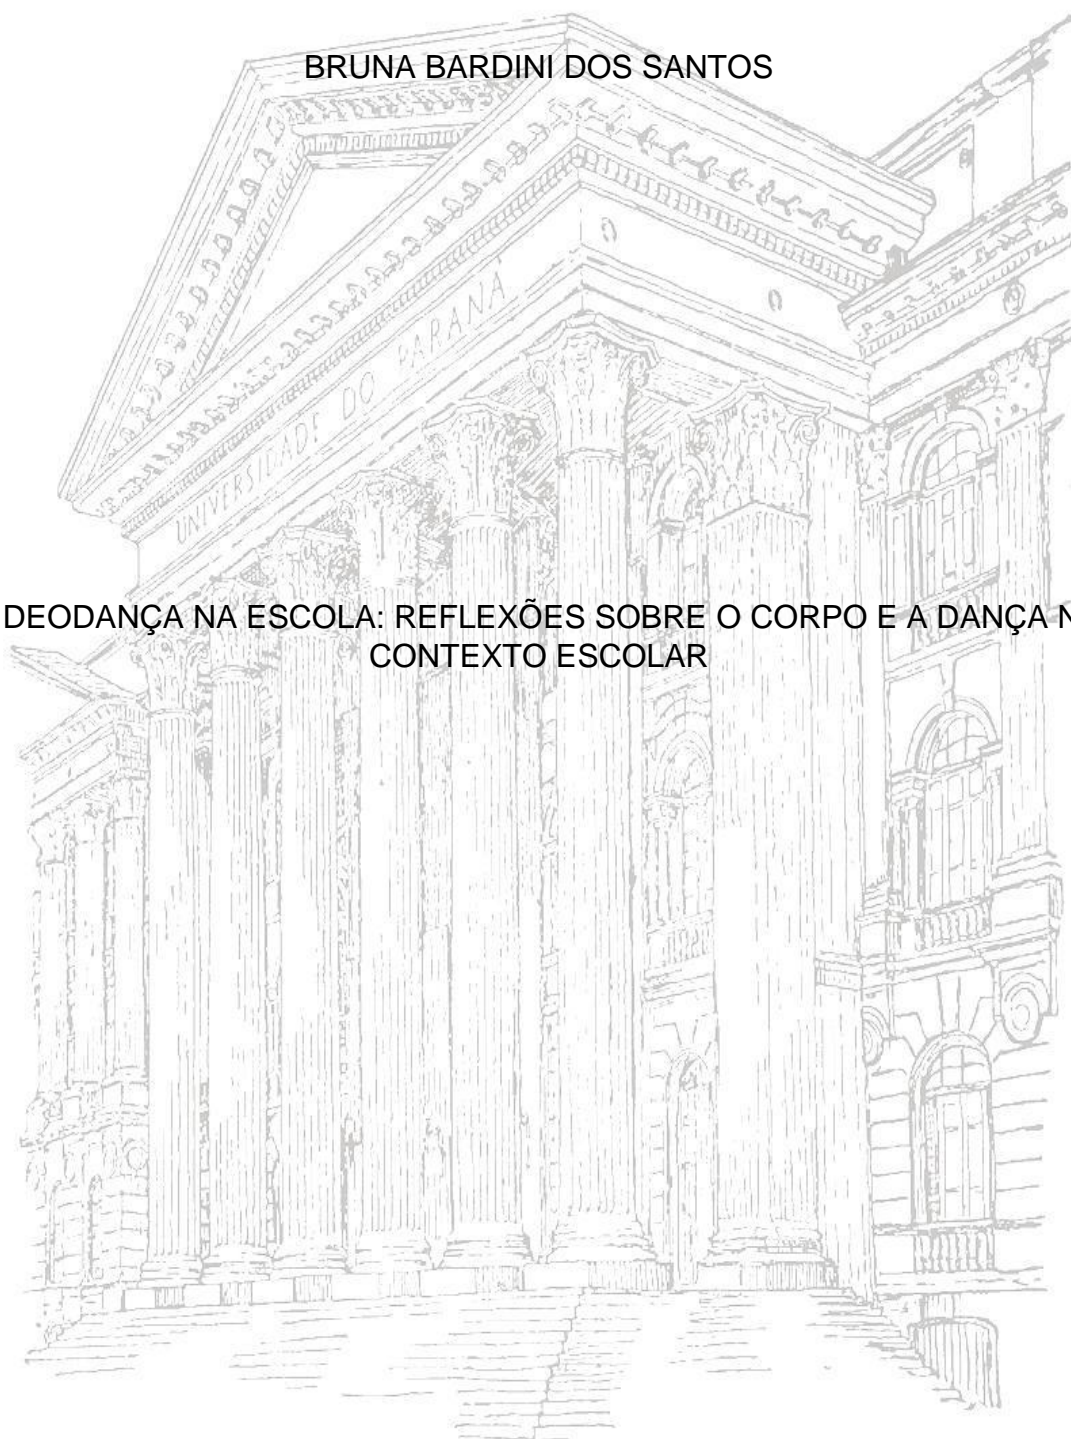 BRUNA BARDINI DOS SANTOS
UNIVERSIDADE DO PARANÁ
DEODANÇA NA ESCOLA: REFLEXÕES SOBRE O CORPO E A DANÇA N
CONTEXTO ESCOLAR